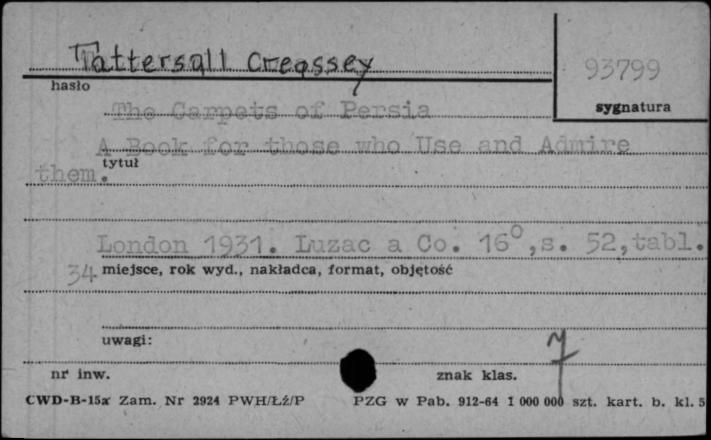 Tattersall Creassey
93799
hasło
sygnatura
The Carpets of Persia
A Book for those who Use and Admire
tytuł
them.
London 1931. Luzac a Co. 16⁰,s. 52,tabl.
34 miejsce, rok wyd., nakładca, format, objętość
uwagi:
7
nr inw.
znak klas.
CWD-B-15a Zam. Nr 2924 PWH/Łź/P PZG w Pab. 912-64 1 000 000 szt. kart. b. kl. 5